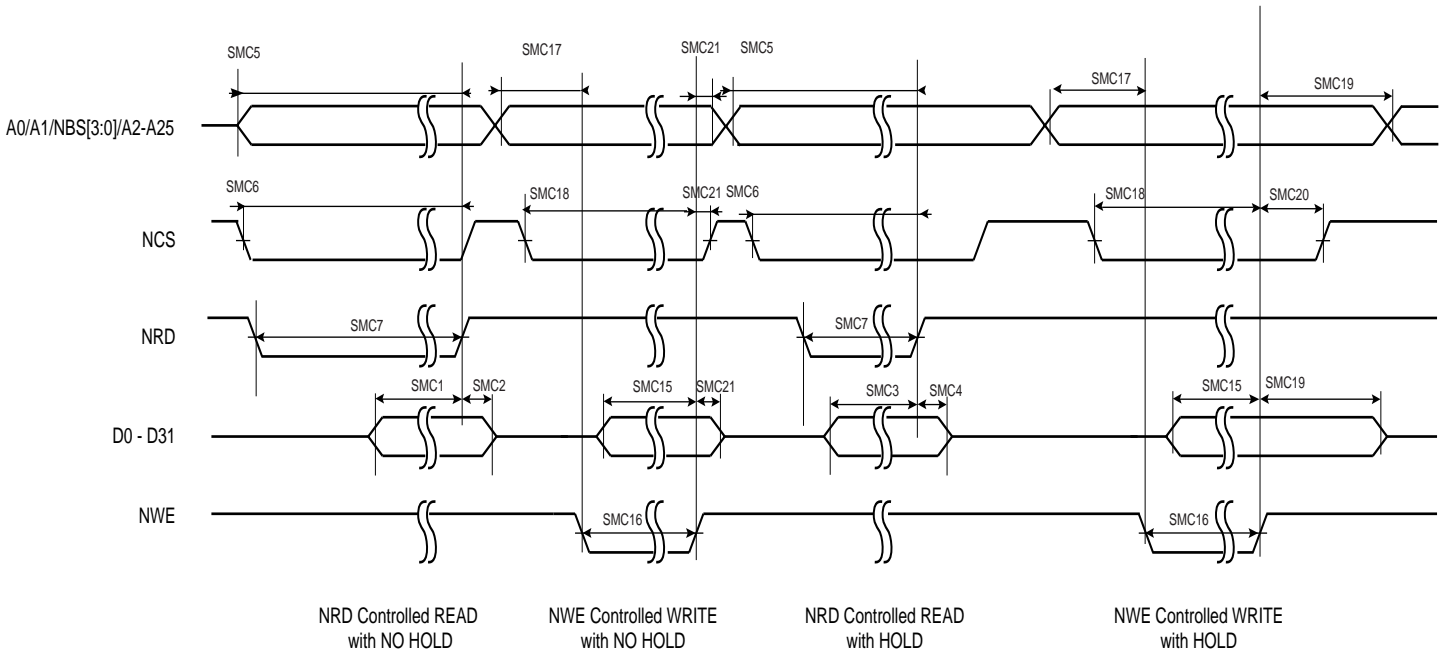 SMC5
SMC17
SMC21
SMC5
SMC17
SMC19
A0/A1/NBS[3:0]/A2-A25
SMC6
SMC18
SMC21
SMC6
SMC18
SMC20
NCS
SMC7
SMC7
NRD
SMC1
SMC2
SMC15
SMC21
SMC3
SMC4
SMC15
SMC19
D0 - D31
NWE
SMC16
SMC16
NRD Controlled READ
with NO HOLD
NWE Controlled WRITE
with NO HOLD
NRD Controlled READ
with HOLD
NWE Controlled WRITE
with HOLD